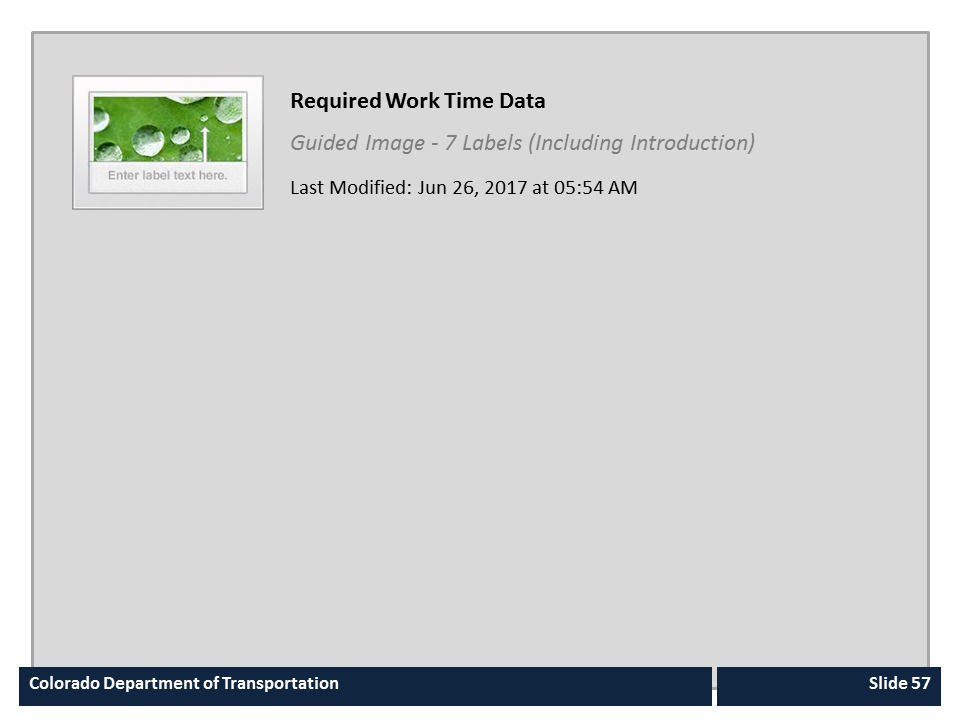 Required Work Time Data
Guided Image - 7 Labels (Including Introduction)
Enter label text here.
Last Modified: Jun 26, 2017 at 05:54 AM
Colorado Department of Transportation
Slide 57